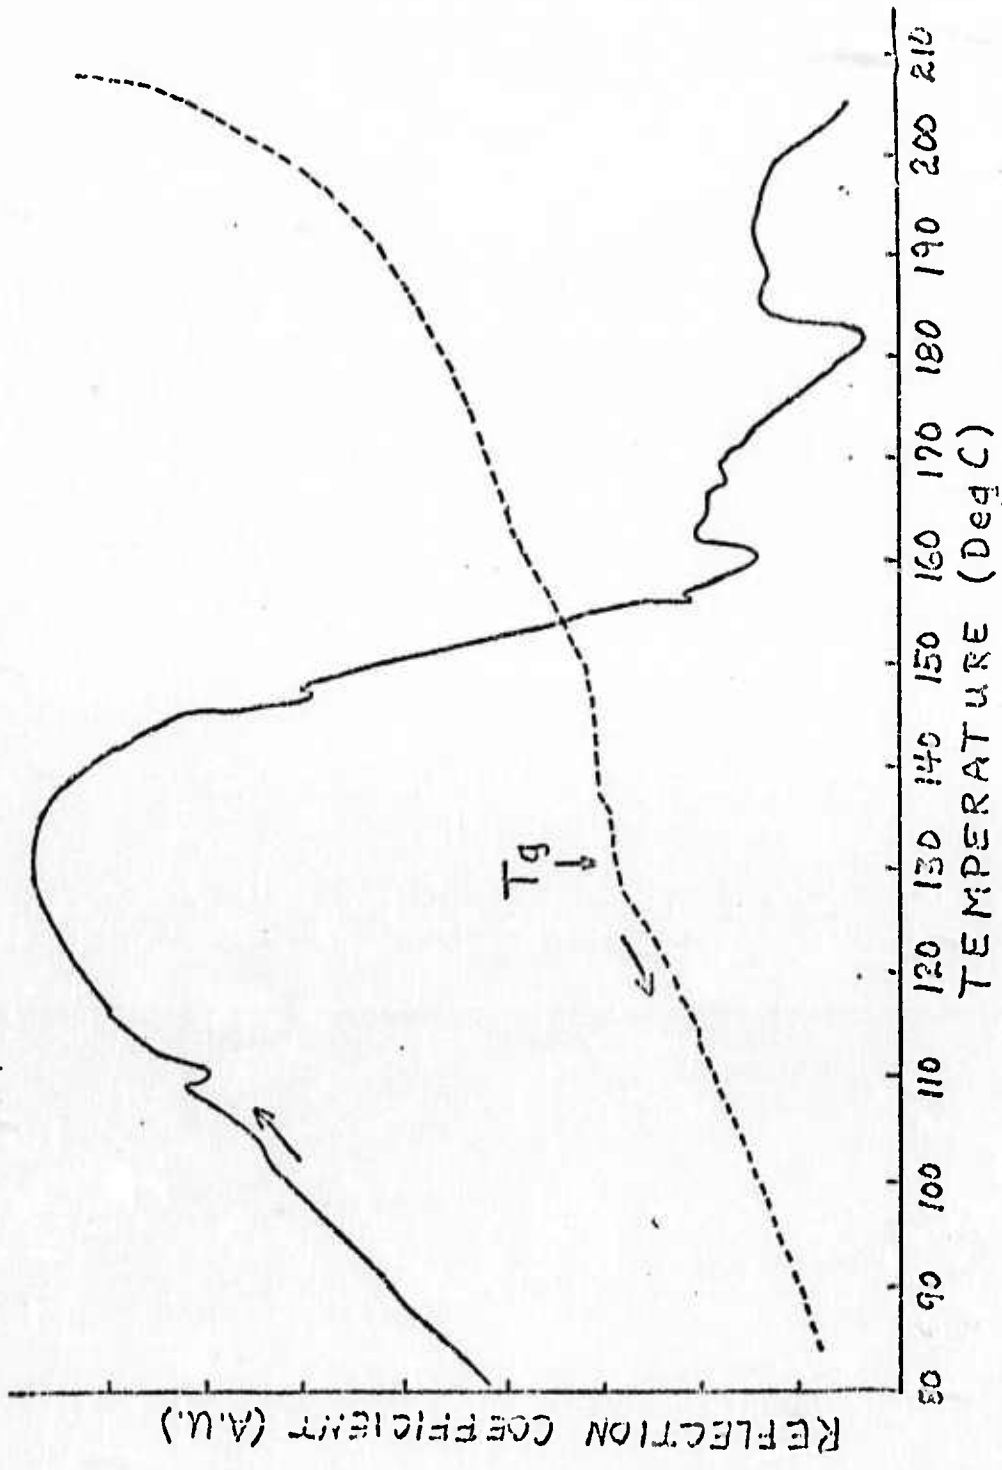 REFLECTION COEFFICIENT (A.U.)
Tg
80 90 100 110 120 130 140 150 160 170 180 190 200 210
TEMPERATURE (Deg C)